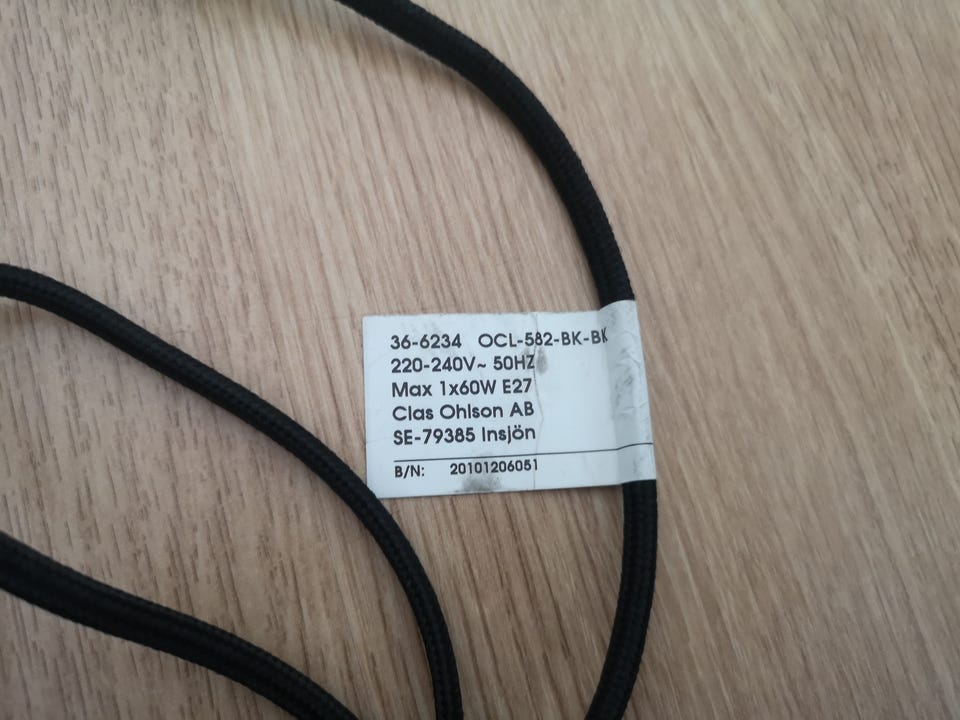 36-6234 OCL-582-BK-BK
220-240V~ 50HZ
Max 1x60W E27
Clas Ohlson AB
SE-79385 Insjön
B/N: 20101206051